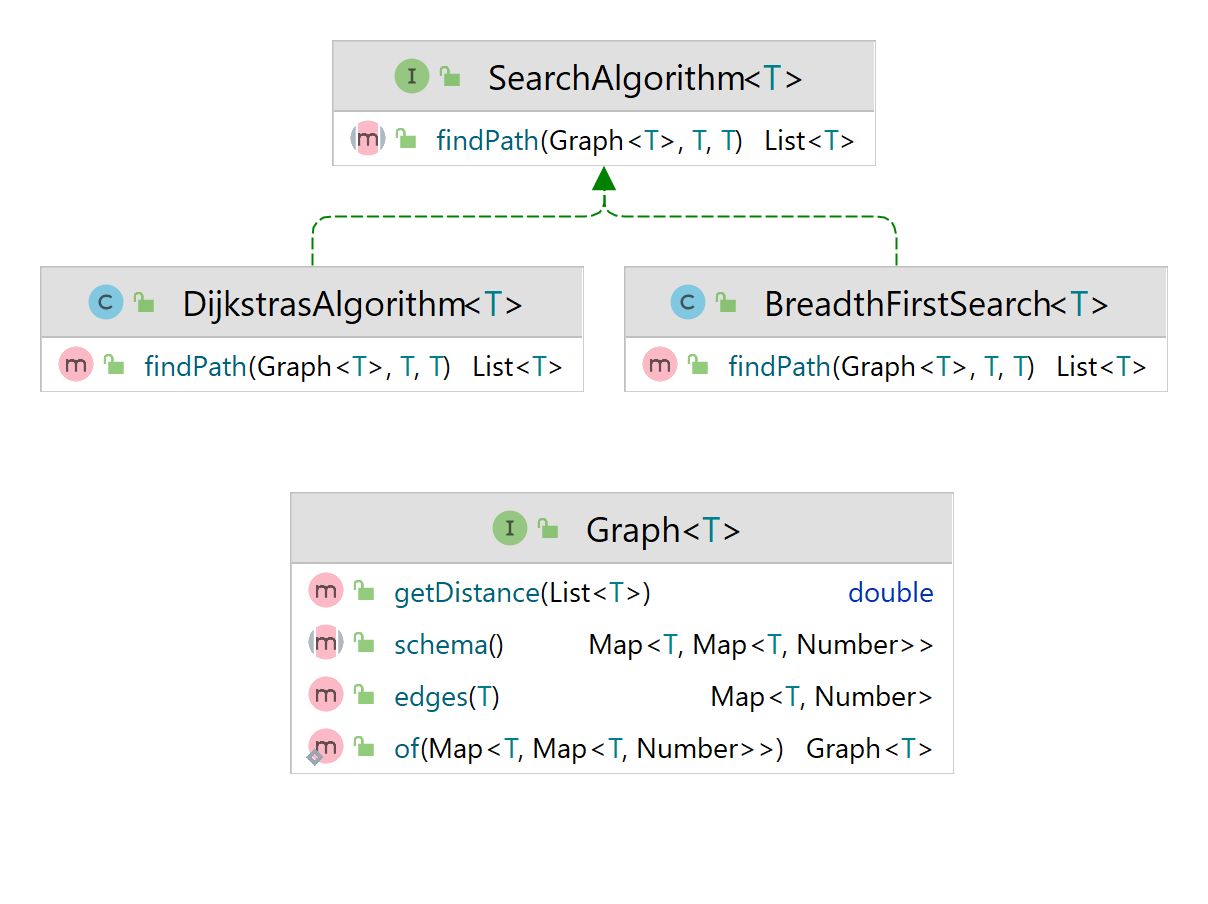 I SearchAlgorithm<T>
m findPath(Graph<T>, T, T) List<T>
C DijkstrasAlgorithm<T>
m findPath(Graph<T>, T, T) List<T>
C BreadthFirstSearch<T>
m findPath(Graph<T>, T, T) List<T>
I Graph<T>
m getDistance(List<T>) double
m schema() Map<T, Map<T, Number>>
m edges(T) Map<T, Number>
m of(Map<T, Map<T, Number>>) Graph<T>